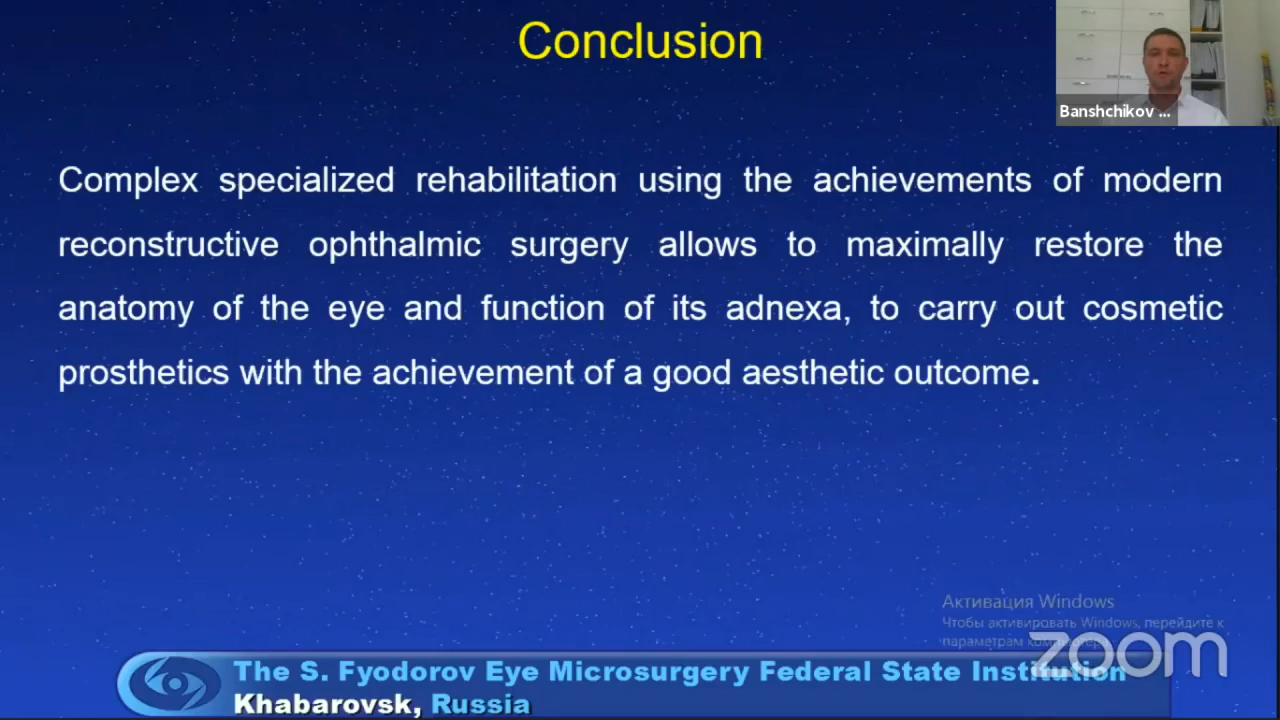 Conclusion
Banshchikov ...
Complex specialized rehabilitation using the achievements of modern
reconstructive ophthalmic surgery allows to maximally restore the
anatomy of the eye and function of its adnexa, to carry out cosmetic
prosthetics with the achievement of a good aesthetic outcome.
Активация Windows
Чтобы активировать Windows, перейдите к
параметрам компьютера.
zoom
The S. Fyodorov Eye Microsurgery Federal State Institution
Khabarovsk, Russia